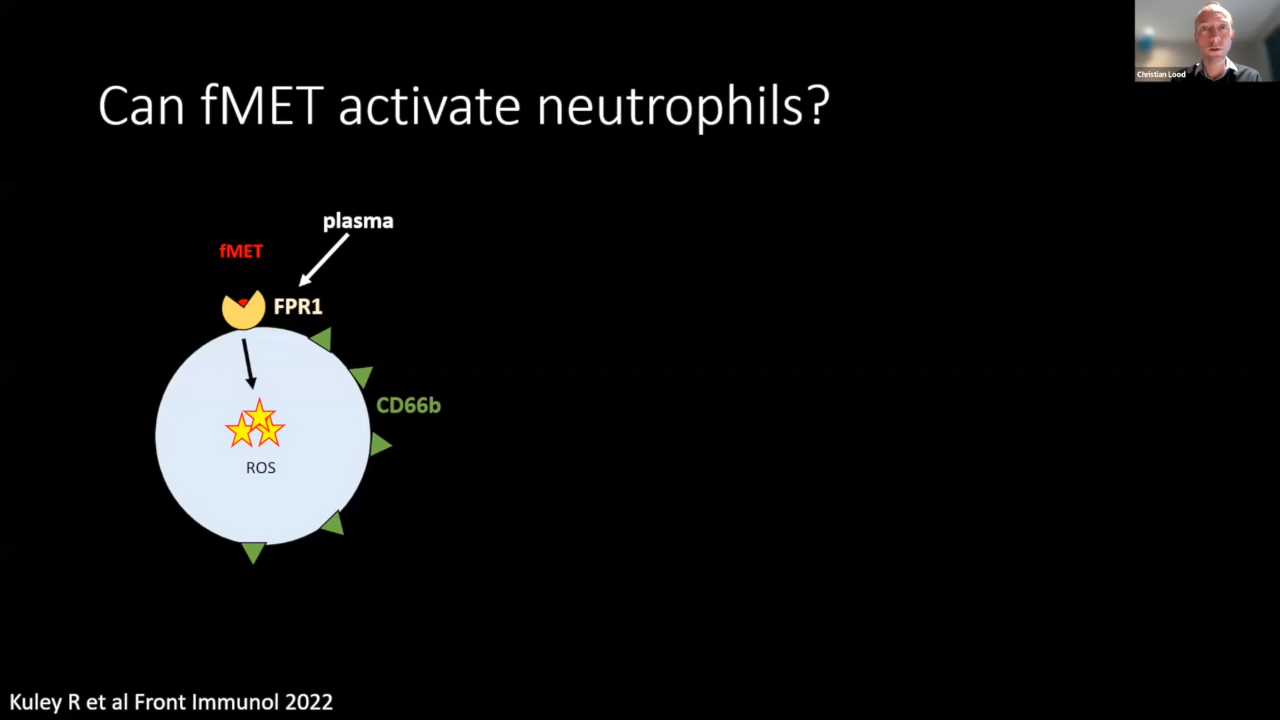 Christian Lood
Can fMET activate neutrophils?
plasma
fMET
FPR1
CD66b
ROS
Kuley R et al Front Immunol 2022